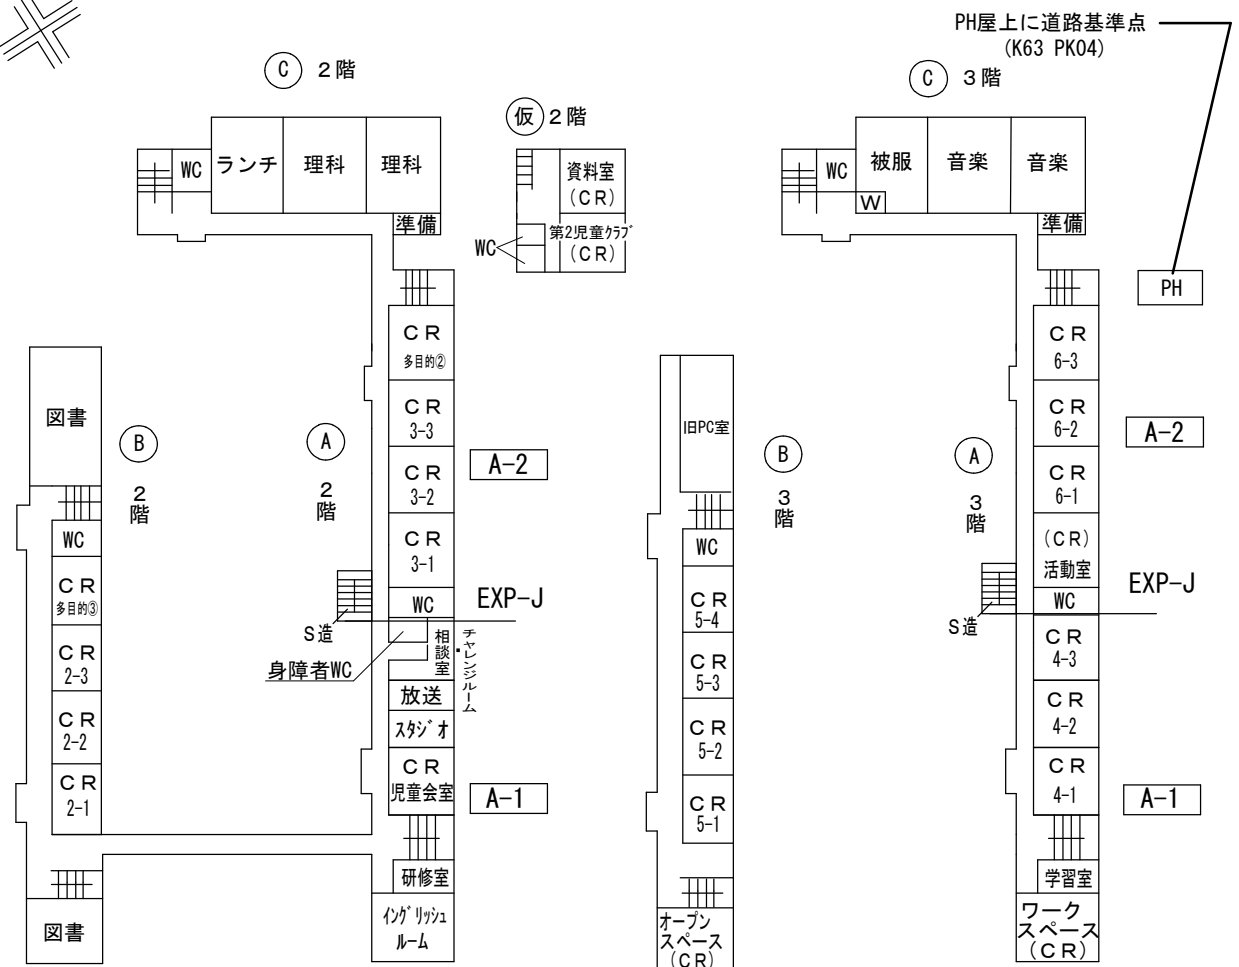 PH屋上に道路基準点
(K63 PK04)
C 2階
C 3階
仮 2階
WC
ランチ
理科
理科
準備
資料室
(CR)
第2児童クラブ
(CR)
WC
WC
被服
音楽
音楽
W
準備
PH
図書
B
2階
WC
CR
多目的③
CR
2-3
CR
2-2
CR
2-1
図書
A
2階
CR
多目的②
CR
3-3
CR
3-2
CR
3-1
WC
A-2
EXP-J
S造
身障者WC
相談室・
チャレンジルーム
放送
スタジオ
CR
児童会室
A-1
研修室
イングリッシュ
ルーム
旧PC室
B
3階
WC
CR
5-4
CR
5-3
CR
5-2
CR
5-1
オープン
スペース
(CR)
A
3階
CR
6-3
CR
6-2
CR
6-1
(CR)
活動室
WC
A-2
EXP-J
S造
CR
4-3
CR
4-2
CR
4-1
A-1
学習室
ワーク
スペース
(CR)